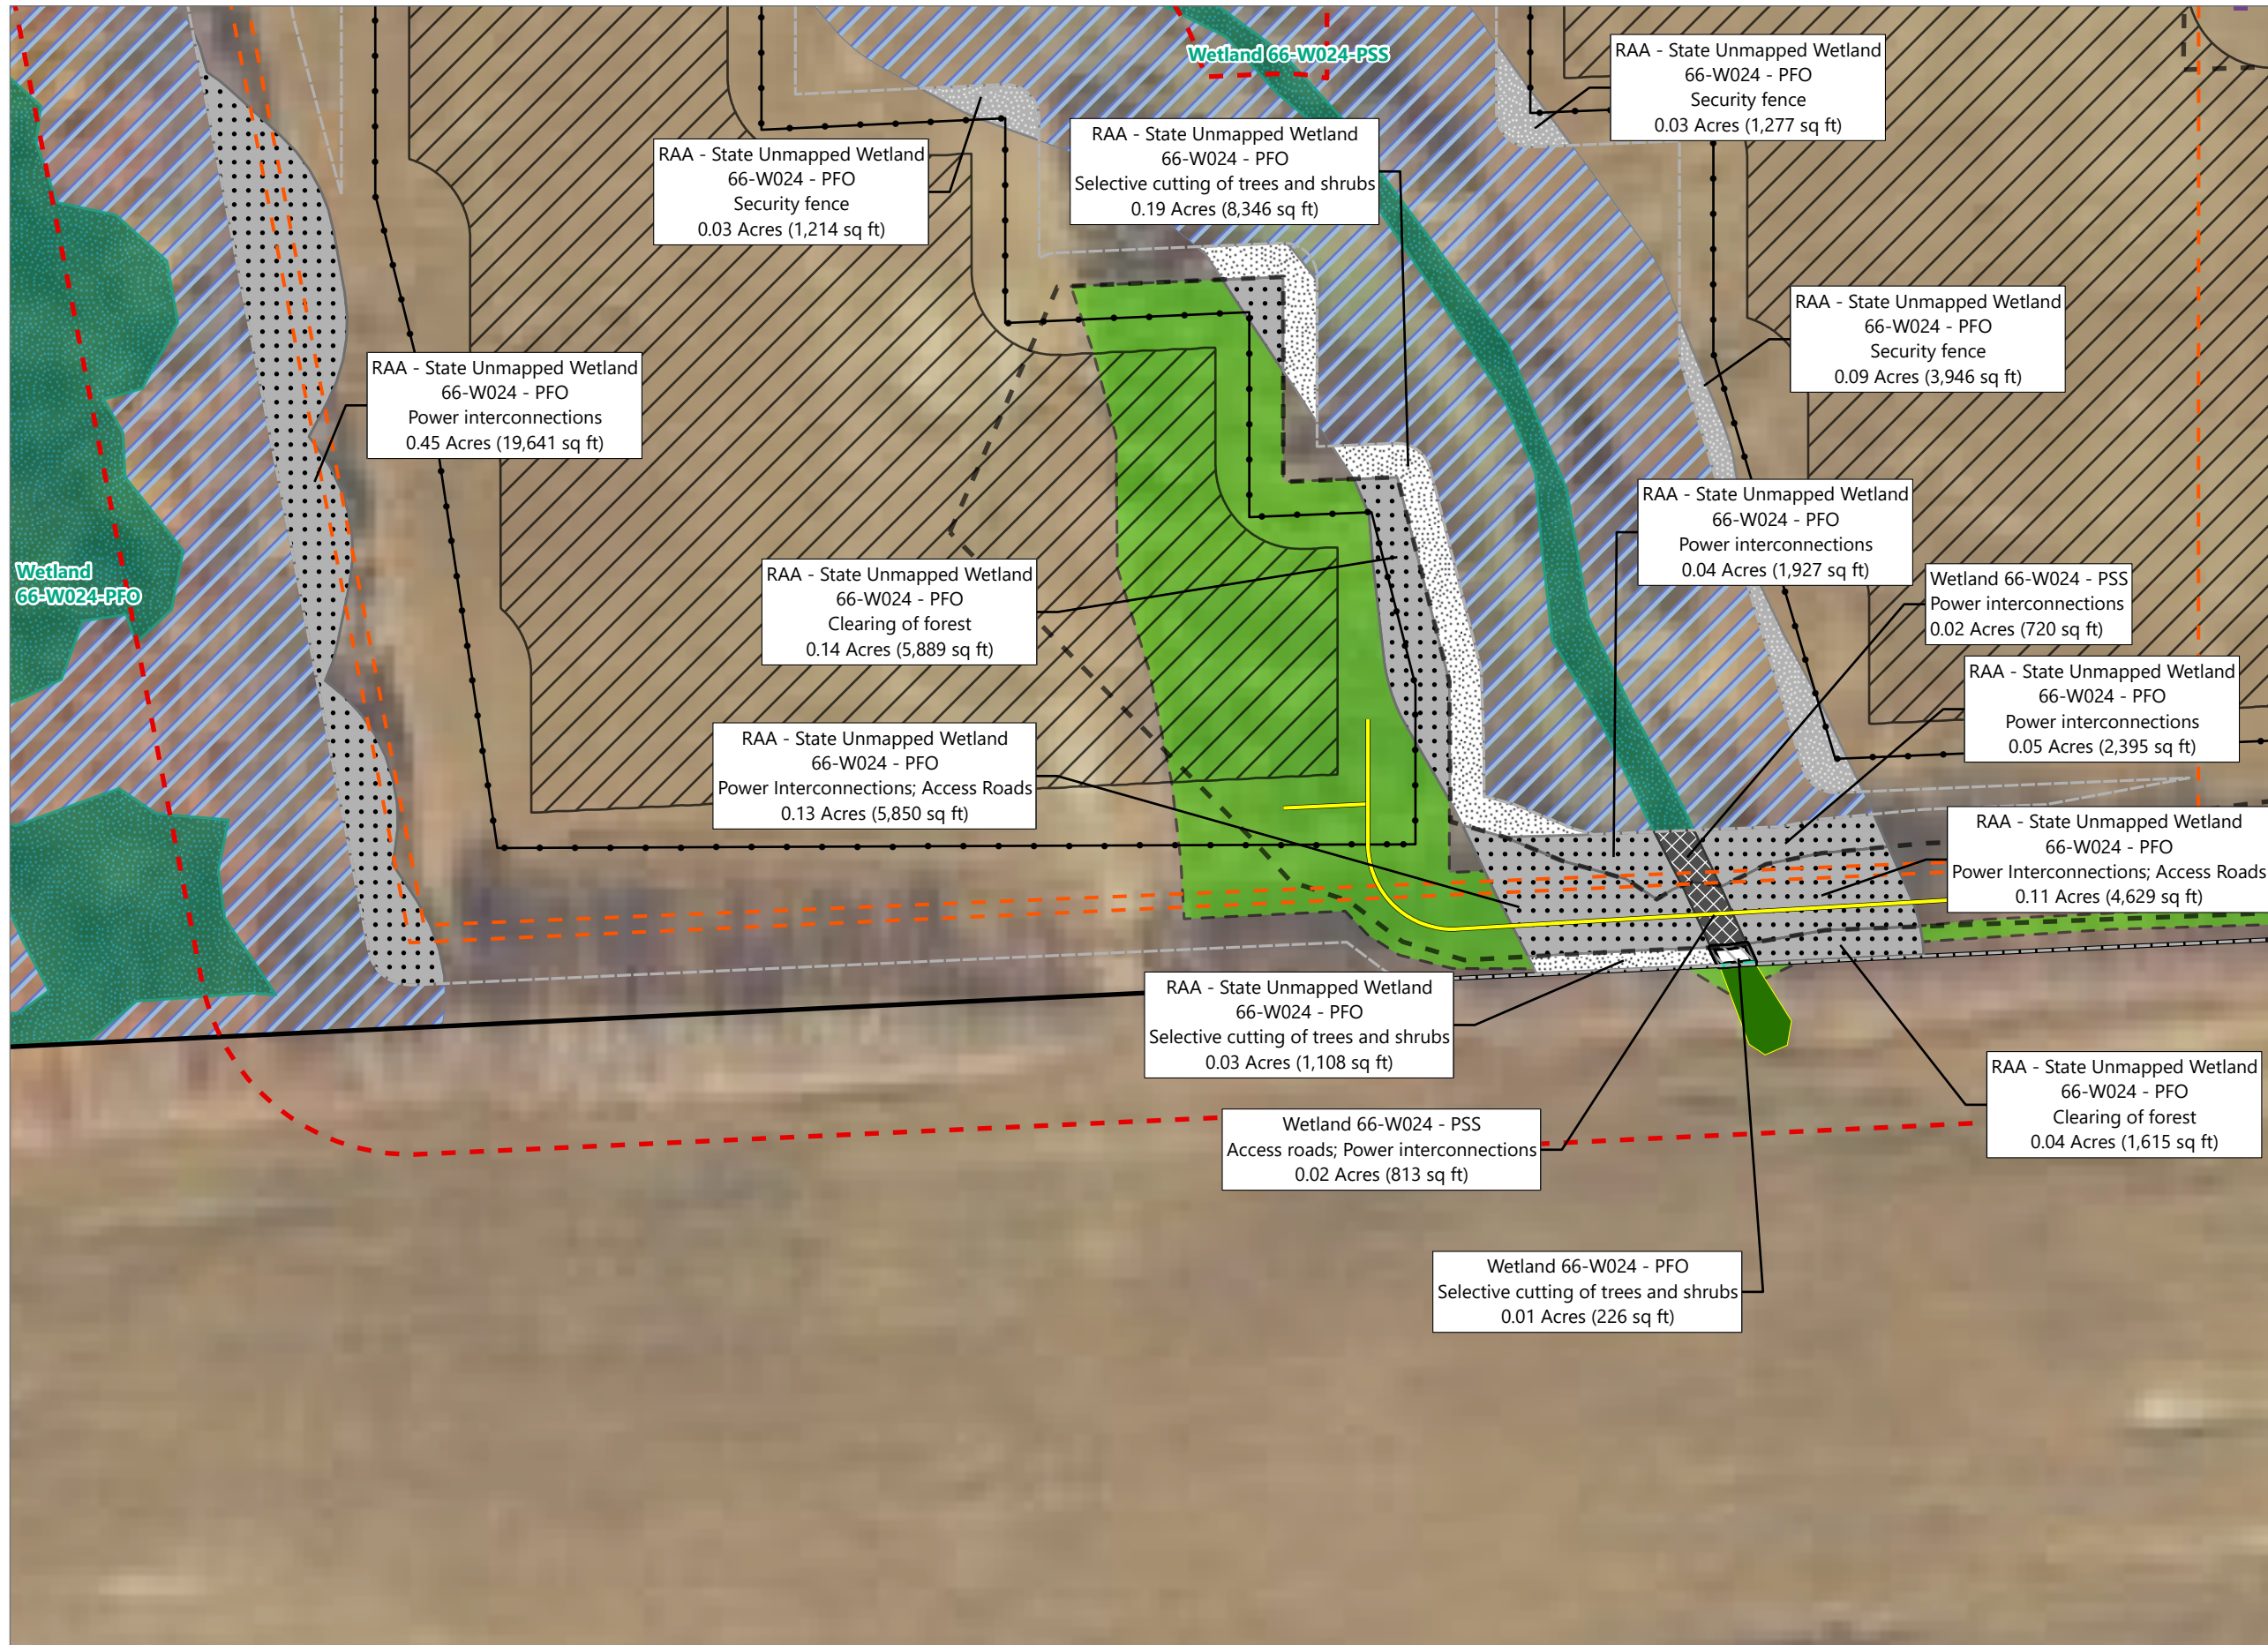 Wetland 66-W024-PSS
RAA - State Unmapped Wetland
66-W024 - PFO
Security fence
0.03 Acres (1,277 sq ft)
RAA - State Unmapped Wetland
66-W024 - PFO
Selective cutting of trees and shrubs
0.19 Acres (8,346 sq ft)
RAA - State Unmapped Wetland
66-W024 - PFO
Security fence
0.03 Acres (1,214 sq ft)
RAA - State Unmapped Wetland
66-W024 - PFO
Security fence
0.09 Acres (3,946 sq ft)
RAA - State Unmapped Wetland
66-W024 - PFO
Power interconnections
0.45 Acres (19,641 sq ft)
RAA - State Unmapped Wetland
66-W024 - PFO
Power interconnections
0.04 Acres (1,927 sq ft)
Wetland
66-W024-PFO
RAA - State Unmapped Wetland
66-W024 - PFO
Clearing of forest
0.14 Acres (5,889 sq ft)
Wetland 66-W024 - PSS
Power interconnections
0.02 Acres (720 sq ft)
RAA - State Unmapped Wetland
66-W024 - PFO
Power interconnections
0.05 Acres (2,395 sq ft)
RAA - State Unmapped Wetland
66-W024 - PFO
Power Interconnections; Access Roads
0.13 Acres (5,850 sq ft)
RAA - State Unmapped Wetland
66-W024 - PFO
Power Interconnections; Access Roads
0.11 Acres (4,629 sq ft)
RAA - State Unmapped Wetland
66-W024 - PFO
Selective cutting of trees and shrubs
0.03 Acres (1,108 sq ft)
RAA - State Unmapped Wetland
66-W024 - PFO
Clearing of forest
0.04 Acres (1,615 sq ft)
Wetland 66-W024 - PSS
Access roads; Power interconnections
0.02 Acres (813 sq ft)
Wetland 66-W024 - PFO
Selective cutting of trees and shrubs
0.01 Acres (226 sq ft)